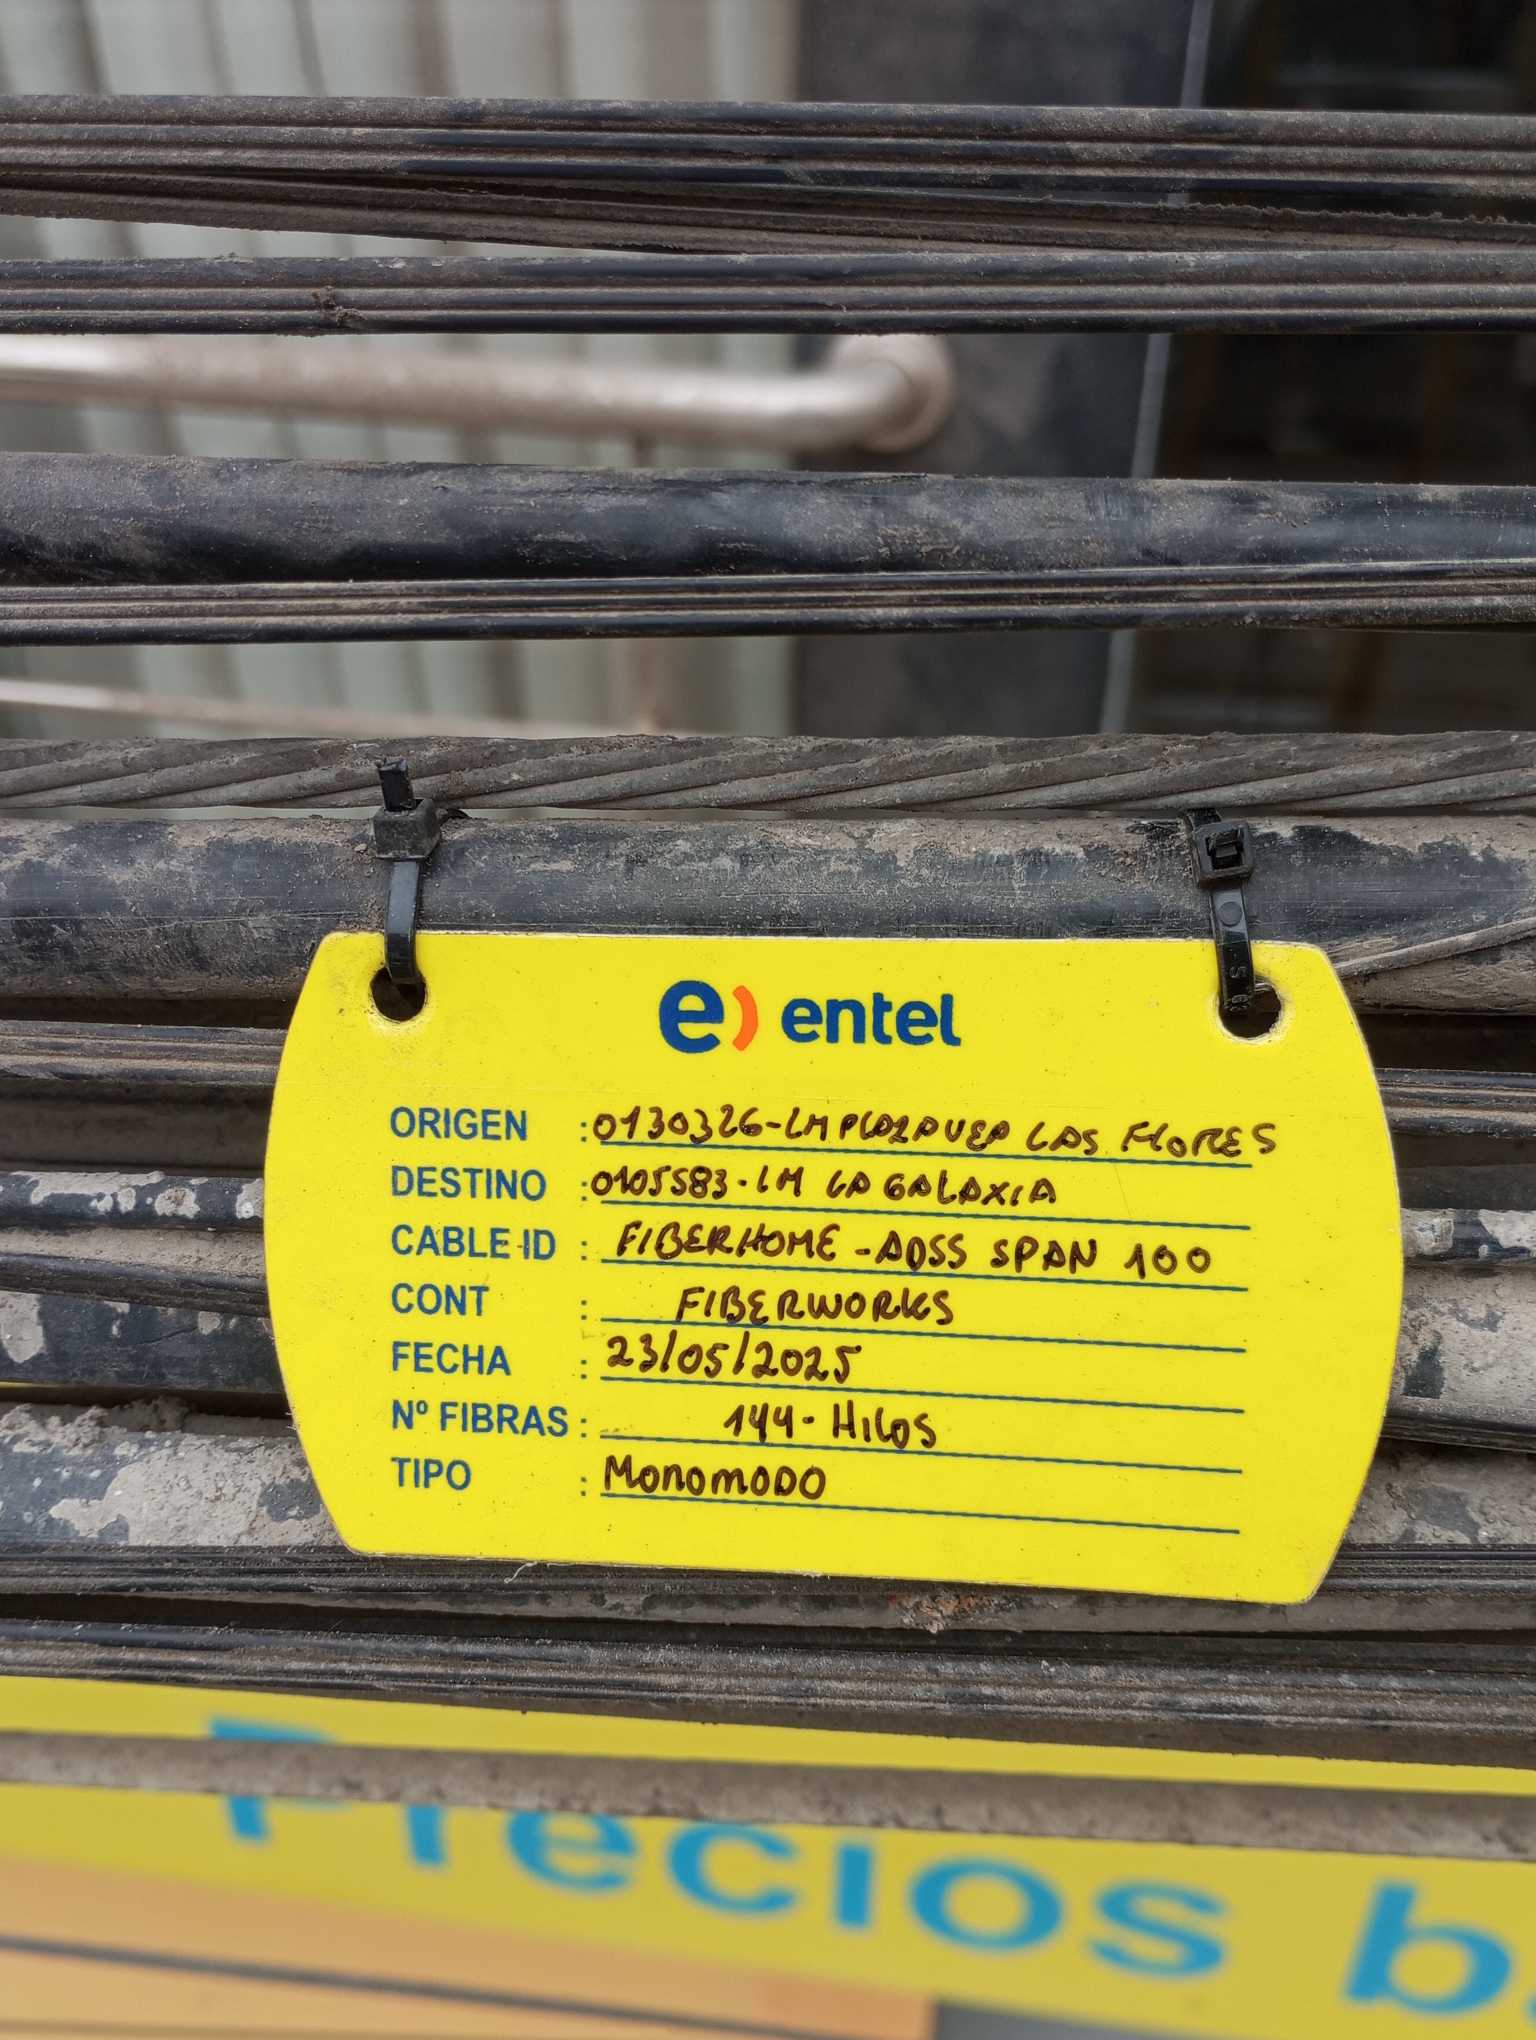 e) entel
ORIGEN : 0130326-LM PLAZAVEA LAS FLORES
DESTINO : 0105583-LM LA GALAXIA
CABLE-ID : FIBERHOME-ADSS SPAN 100
CONT : FIBERWORKS
FECHA : 23/05/2025
Nº FIBRAS : 144-HILOS
TIPO : MONOMODO
Precios b